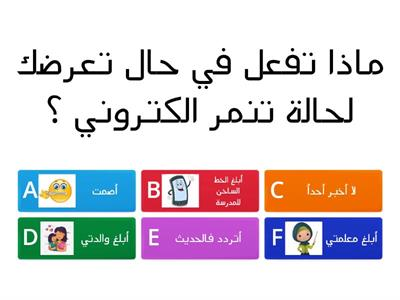 ماذا تفعل في حال تعرضك
لحالة تنمر الكتروني ؟
A أصمت
B أبلغ الخط
الساخن
للمدرسة
C لا أخبر أحداً
D أبلغ والدتي
E أتردد فالحديث
F أبلغ معلمتي